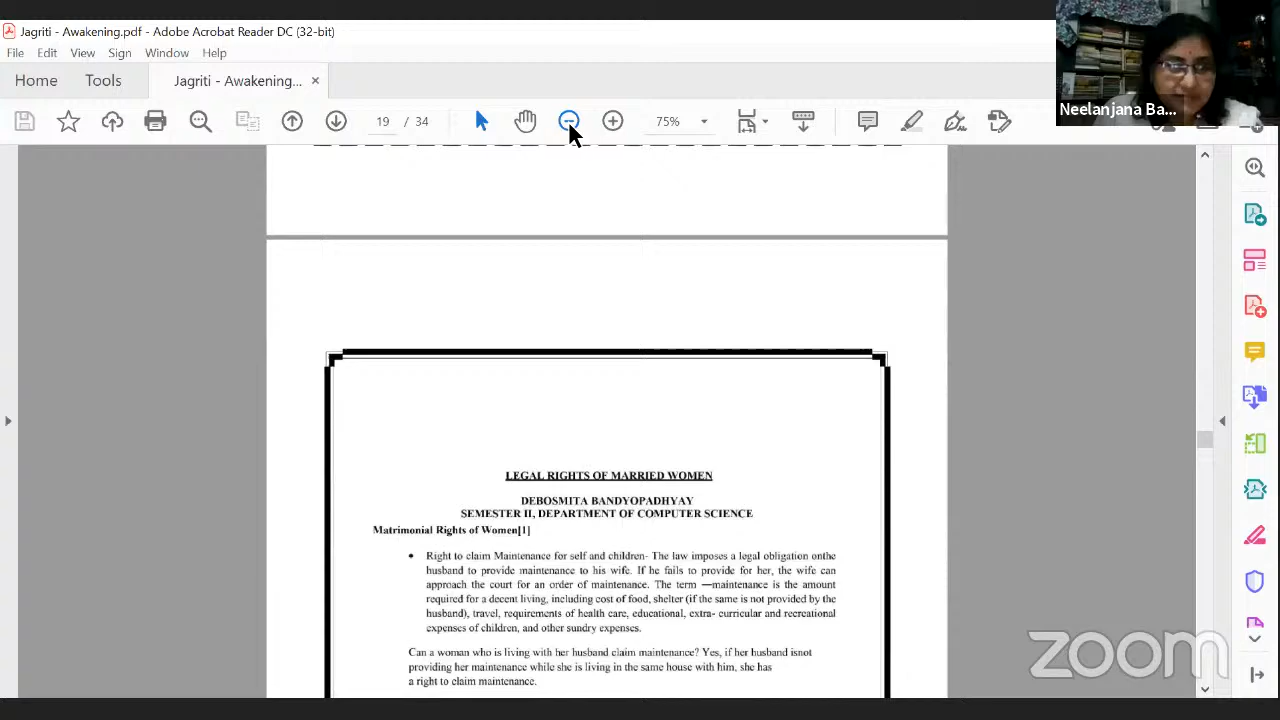 Jagriti - Awakening.pdf - Adobe Acrobat Reader DC (32-bit)
File Edit View Sign Window Help
Home Tools Jagriti - Awakening... ×
19 / 34 75%
Neelanjana Ba...
LEGAL RIGHTS OF MARRIED WOMEN
DEBOSMITA BANDYOPADHYAY
SEMESTER II, DEPARTMENT OF COMPUTER SCIENCE
Matrimonial Rights of Women[1]
• Right to claim Maintenance for self and children- The law imposes a legal obligation onthe
husband to provide maintenance to his wife. If he fails to provide for her, the wife can
approach the court for an order of maintenance. The term —maintenance is the amount
required for a decent living, including cost of food, shelter (if the same is not provided by the
husband), travel, requirements of health care, educational, extra- curricular and recreational
expenses of children, and other sundry expenses.
Can a woman who is living with her husband claim maintenance? Yes, if her husband isnot
providing her maintenance while she is living in the same house with him, she has
a right to claim maintenance.
zoom